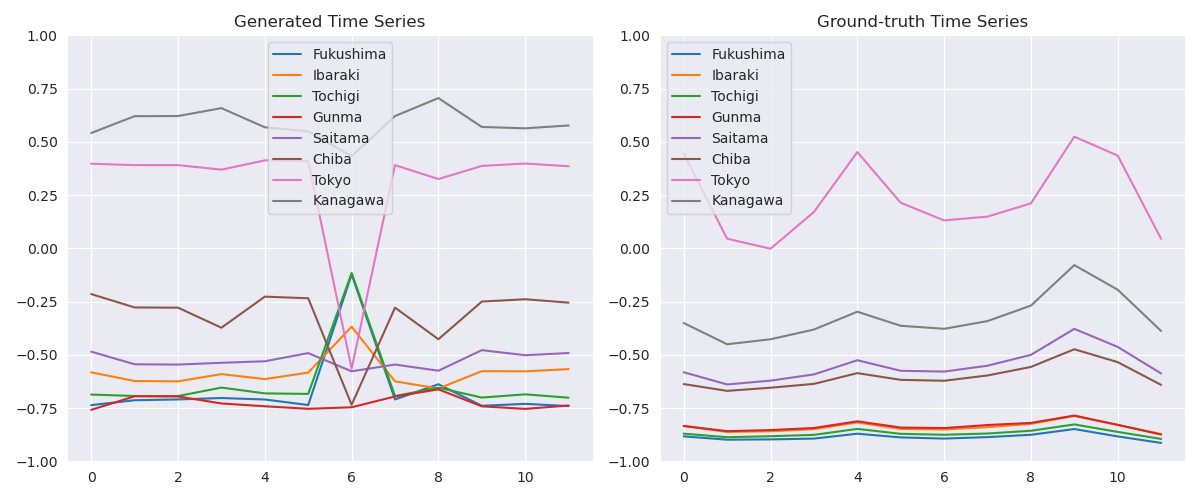 Generated Time Series
1.00
0.75
0.50
0.25
0.00
−0.25
−0.50
−0.75
−1.00
0 2 4 6 8 10
Fukushima
Ibaraki
Tochigi
Gunma
Saitama
Chiba
Tokyo
Kanagawa
Ground-truth Time Series
1.00
0.75
0.50
0.25
0.00
−0.25
−0.50
−0.75
−1.00
0 2 4 6 8 10
Fukushima
Ibaraki
Tochigi
Gunma
Saitama
Chiba
Tokyo
Kanagawa